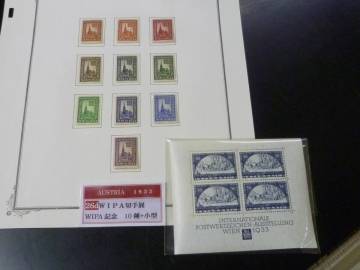 AUSTRIA 1933
26d WIPA切手展
WIPA記念 10種+小型
INTERNATIONALE
POSTWERTZEICHEN-AUSSTELLUNG
WIEN 1933